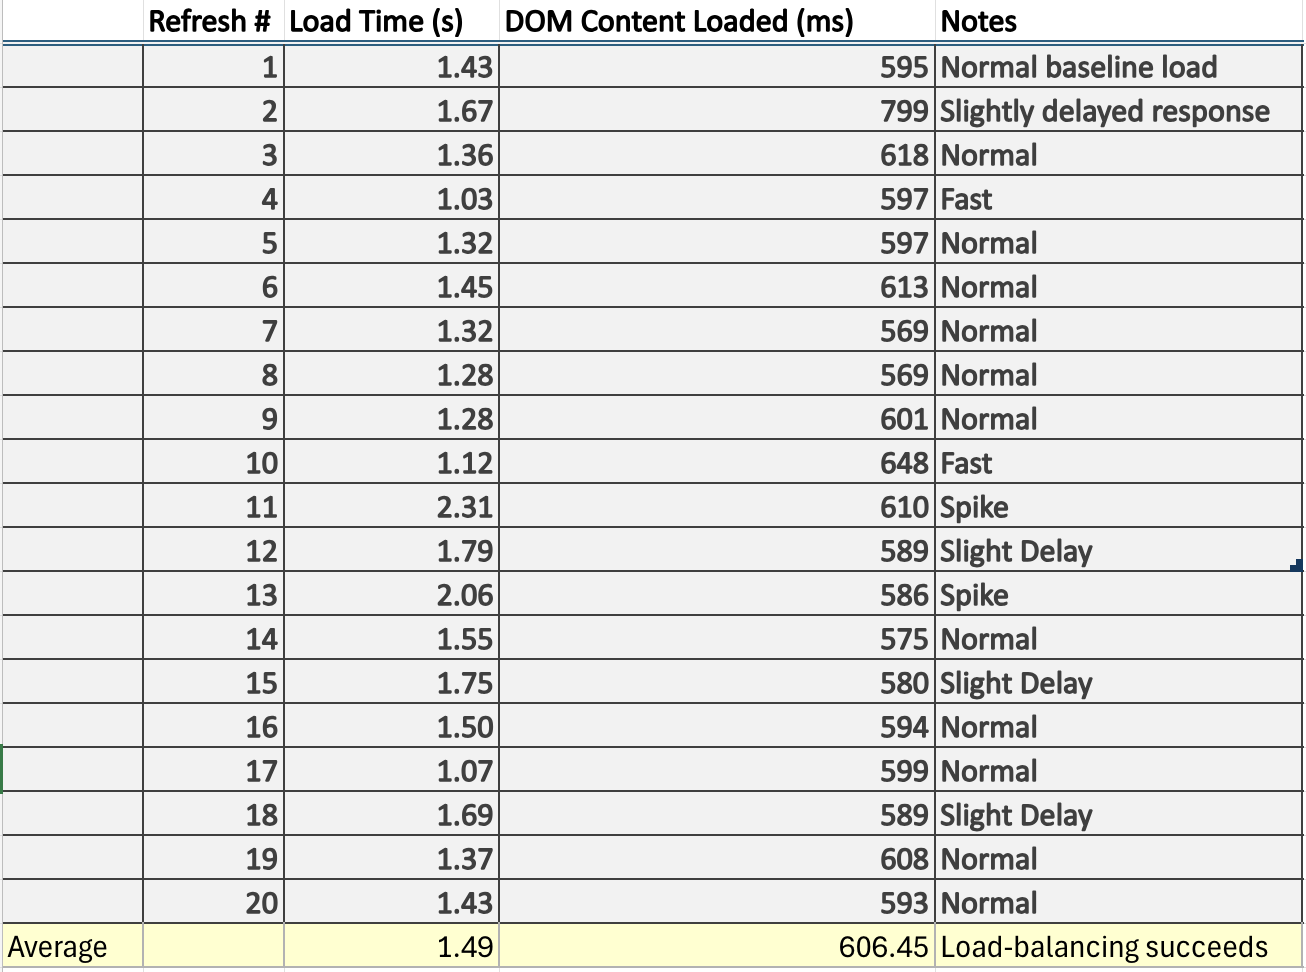 Refresh # Load Time (s) DOM Content Loaded (ms) Notes
1 1.43 595 Normal baseline load
2 1.67 799 Slightly delayed response
3 1.36 618 Normal
4 1.03 597 Fast
5 1.32 597 Normal
6 1.45 613 Normal
7 1.32 569 Normal
8 1.28 569 Normal
9 1.28 601 Normal
10 1.12 648 Fast
11 2.31 610 Spike
12 1.79 589 Slight Delay
13 2.06 586 Spike
14 1.55 575 Normal
15 1.75 580 Slight Delay
16 1.50 594 Normal
17 1.07 599 Normal
18 1.69 589 Slight Delay
19 1.37 608 Normal
20 1.43 593 Normal
Average 1.49 606.45 Load-balancing succeeds